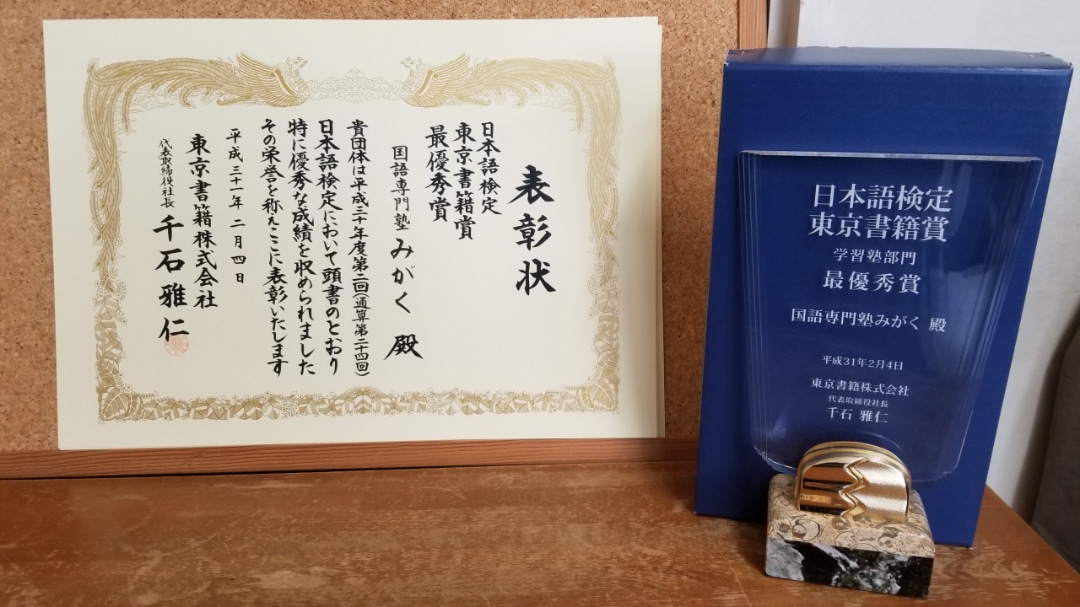 表彰状
日本語検定
東京書籍賞
最優秀賞
国語専門塾 みがく 殿
貴団体は平成三十年度第二回(通算第二十四回)
日本語検定において頭書のとおり
特に優秀な成績を収められました
その栄誉を称えここに表彰いたします
平成三十一年二月四日
東京書籍株式会社
代表取締役社長 千石雅仁
日本語検定
東京書籍賞
学習塾部門
最優秀賞
国語専門塾みがく 殿
平成31年2月4日
東京書籍株式会社
代表取締役社長
千石 雅仁